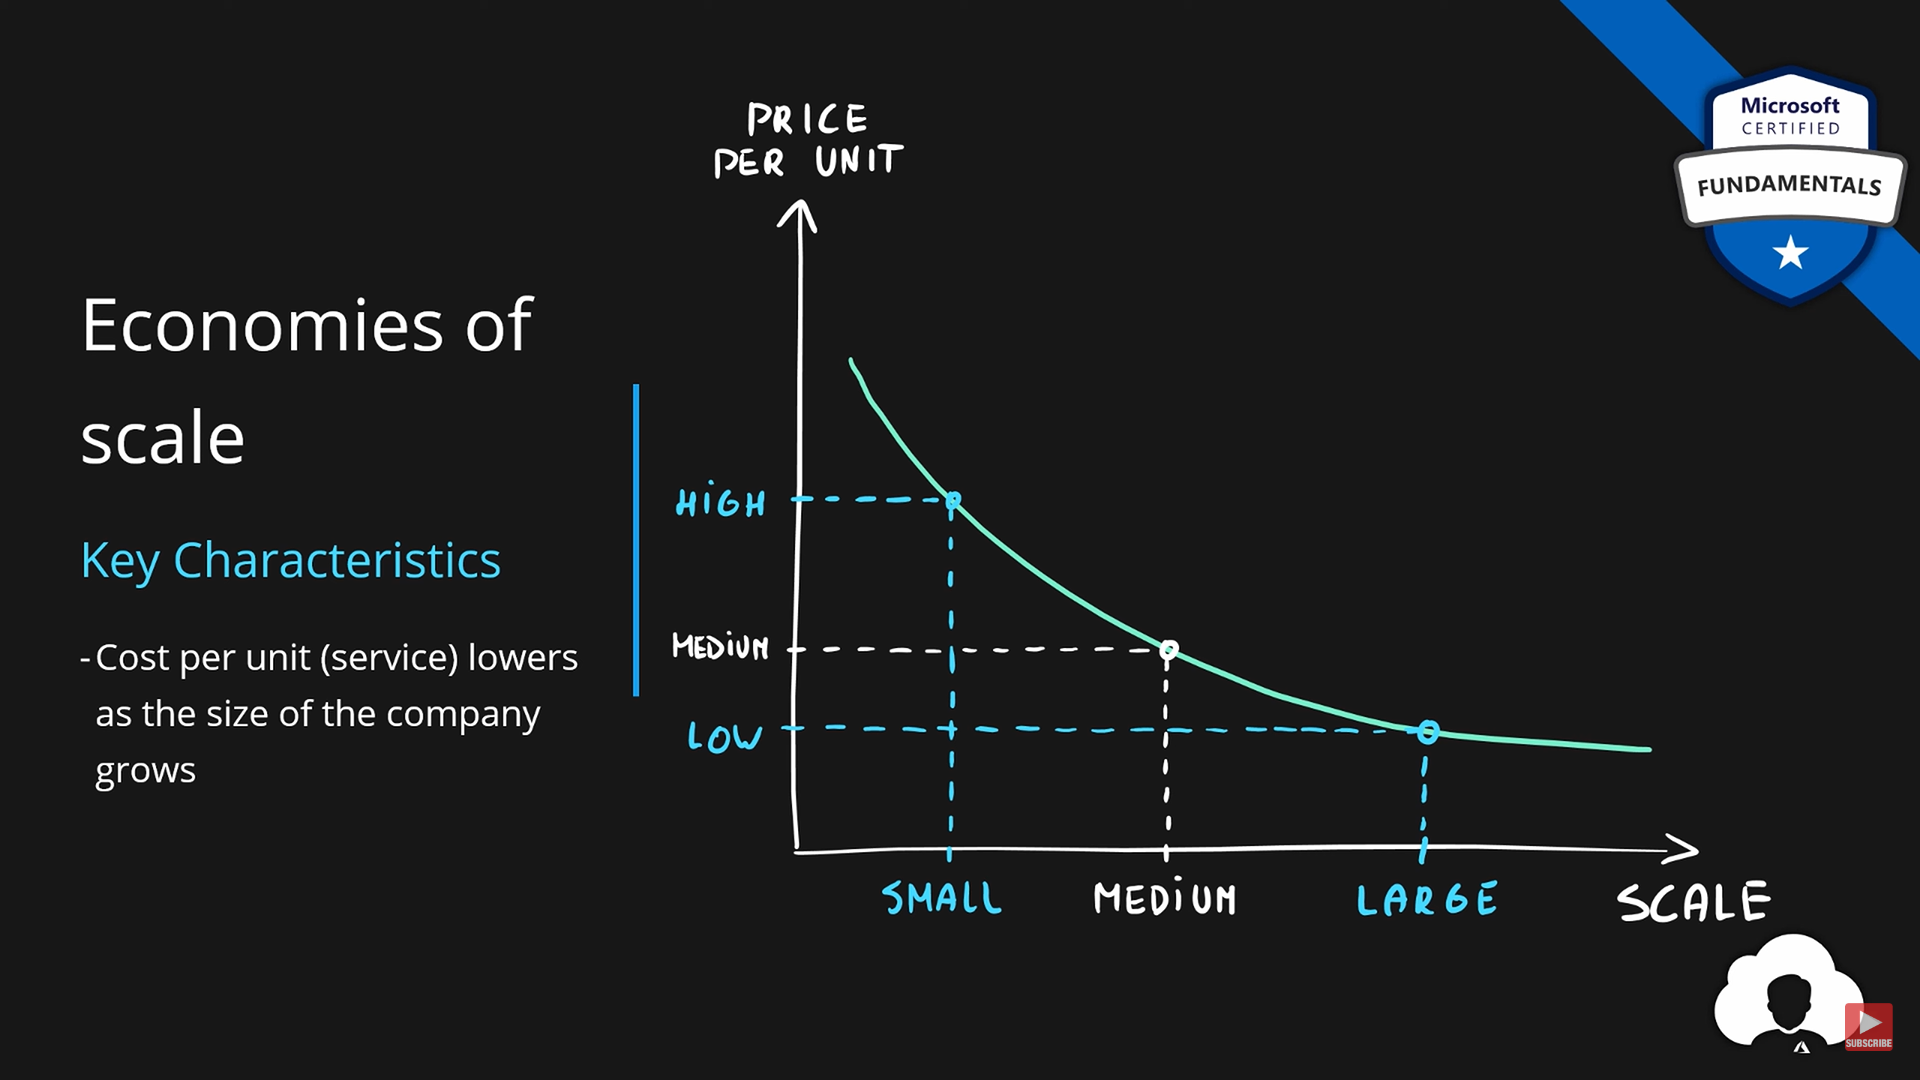 Economies of
scale
Key Characteristics
- Cost per unit (service) lowers
as the size of the company
grows
PRICE
PER UNIT
HIGH
MEDIUM
LOW
SMALL
MEDIUM
LARGE
SCALE
Microsoft
CERTIFIED
FUNDAMENTALS
SUBSCRIBE